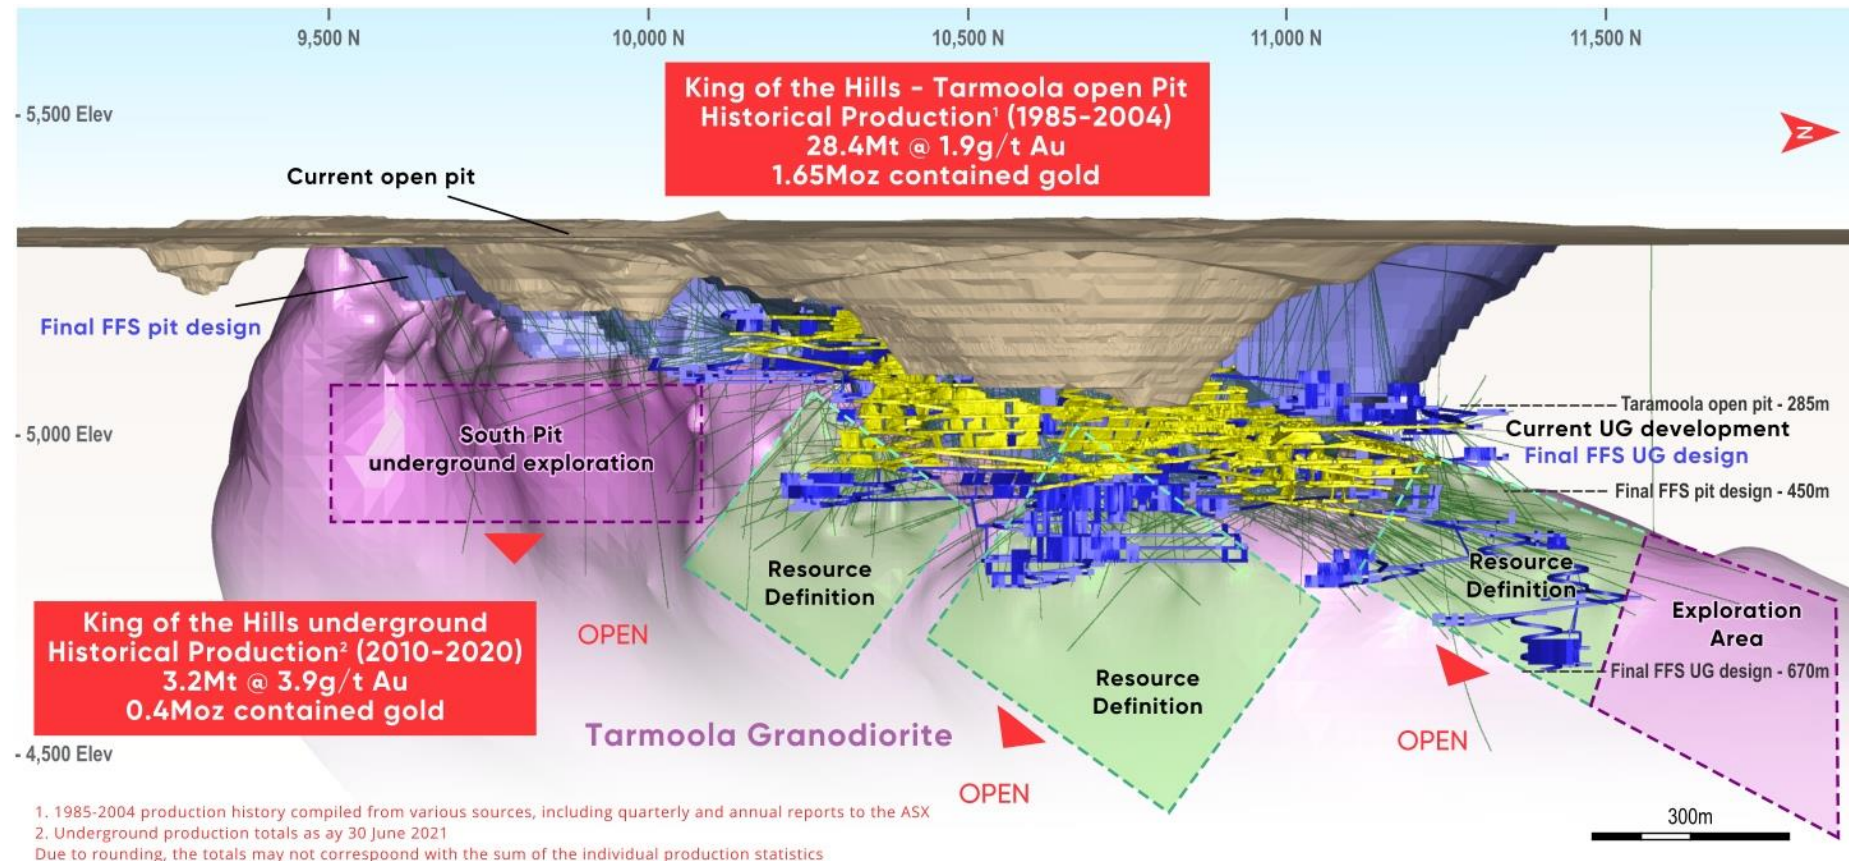 9,500 N
10,000 N
10,500 N
11,000 N
11,500 N
- 5,500 Elev
King of the Hills - Tarmoola open Pit
Historical Production¹ (1985-2004)
28.4Mt @ 1.9g/t Au
1.65Moz contained gold
N
Current open pit
Final FFS pit design
- 5,000 Elev
South Pit
underground exploration
Taramoola open pit - 285m
Current UG development
Final FFS UG design
Final FFS pit design - 450m
Resource
Definition
Resource
Definition
Resource
Definition
Exploration
Area
Final FFS UG design - 670m
King of the Hills underground
Historical Production² (2010-2020)
3.2Mt @ 3.9g/t Au
0.4Moz contained gold
OPEN
OPEN
OPEN
Tarmoola Granodiorite
- 4,500 Elev
300m
1. 1985-2004 production history compiled from various sources, including quarterly and annual reports to the ASX
2. Underground production totals as ay 30 June 2021
Due to rounding, the totals may not correspoond with the sum of the individual production statistics